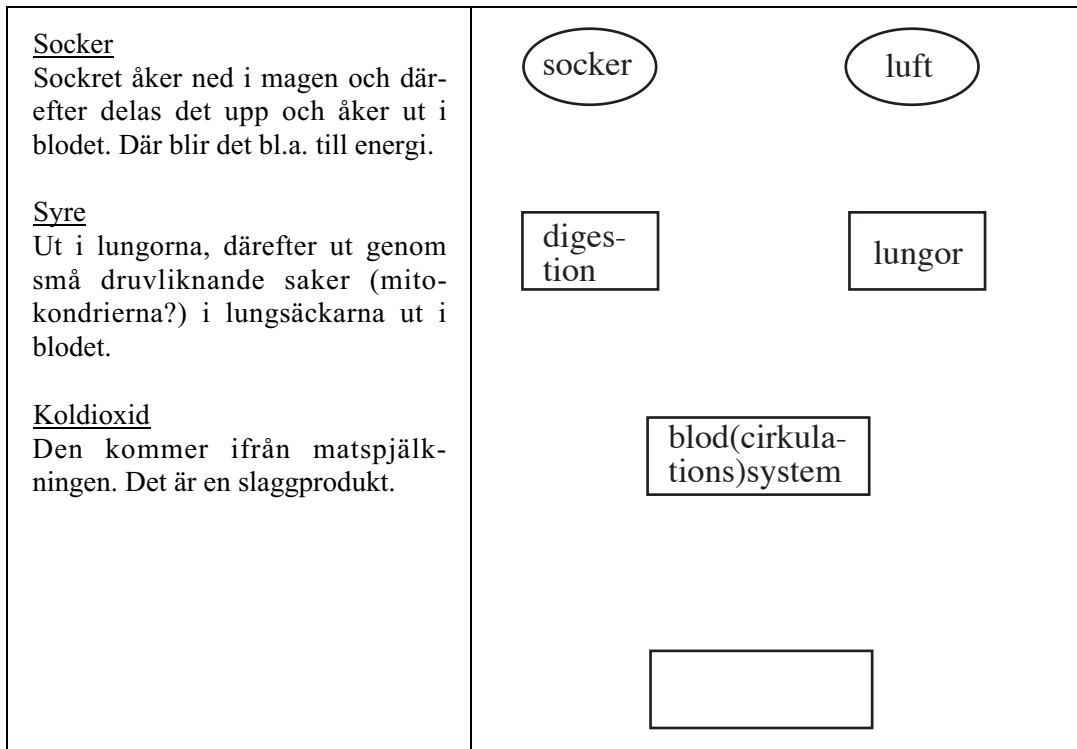 Socker
Sockret åker ned i magen och där-
efter delas det upp och åker ut i
blodet. Där blir det bl.a. till energi.
Syre
Ut i lungorna, därefter ut genom
små druvliknande saker (mito-
kondrierna?) i lungsäckarna ut i
blodet.
Koldioxid
Den kommer ifrån matspjälk-
ningen. Det är en slaggprodukt.
socker
luft
diges-
tion
lungor
blod(cirkula-
tions)system